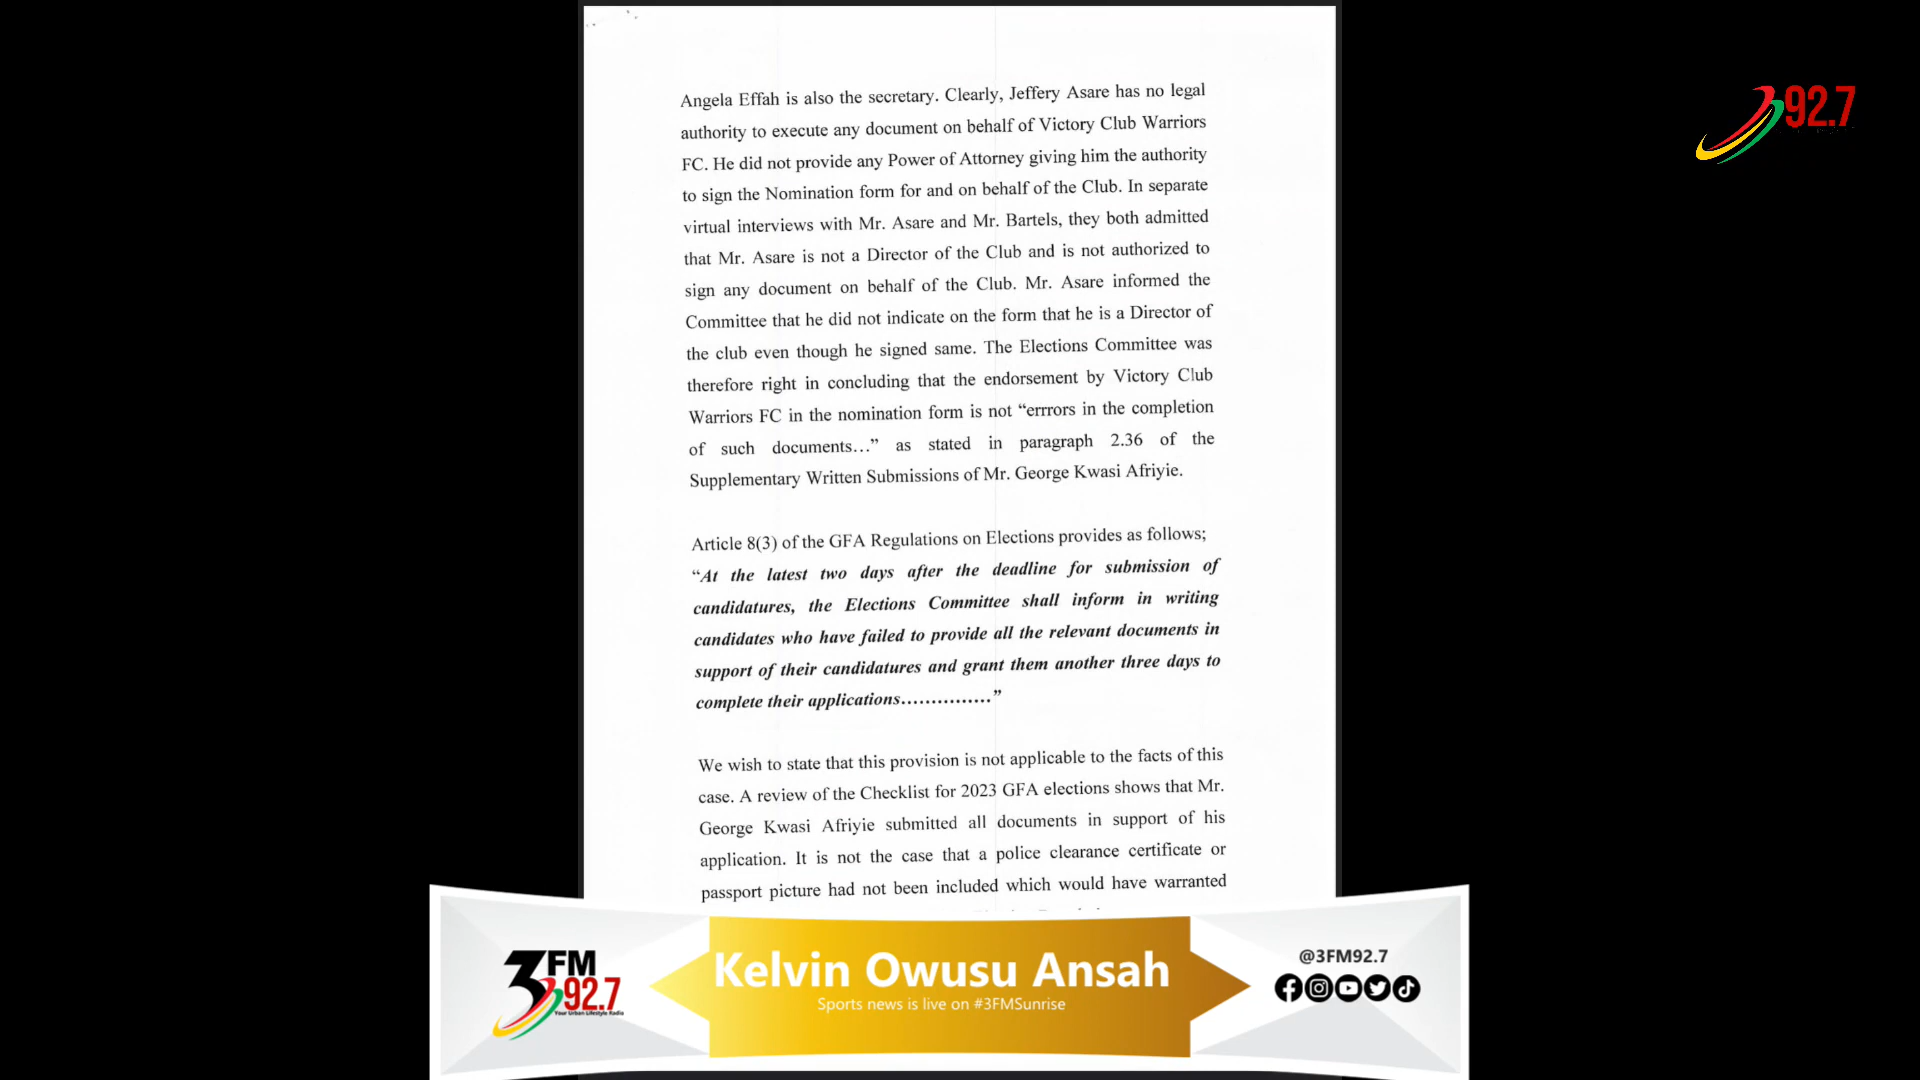 Angela Effah is also the secretary. Clearly, Jeffery Asare has no legal
authority to execute any document on behalf of Victory Club Warriors
FC. He did not provide any Power of Attorney giving him the authority
to sign the Nomination form for and on behalf of the Club. In separate
virtual interviews with Mr. Asare and Mr. Bartels, they both admitted
that Mr. Asare is not a Director of the Club and is not authorized to
sign any document on behalf of the Club. Mr. Asare informed the
Committee that he did not indicate on the form that he is a Director of
the club even though he signed same. The Elections Committee was
therefore right in concluding that the endorsement by Victory Club
Warriors FC in the nomination form is not “errrors in the completion
of such documents…” as stated in paragraph 2.36 of the
Supplementary Written Submissions of Mr. George Kwasi Afriyie.
Article 8(3) of the GFA Regulations on Elections provides as follows;
“At the latest two days after the deadline for submission of
candidatures, the Elections Committee shall inform in writing
candidates who have failed to provide all the relevant documents in
support of their candidatures and grant them another three days to
complete their applications……………”
We wish to state that this provision is not applicable to the facts of this
case. A review of the Checklist for 2023 GFA elections shows that Mr.
George Kwasi Afriyie submitted all documents in support of his
application. It is not the case that a police clearance certificate or
passport picture had not been included which would have warranted
92.7
3FM
92.7
Your Urban Lifestyle Radio
Kelvin Owusu Ansah
Sports news is live on #3FMSunrise
@3FM92.7